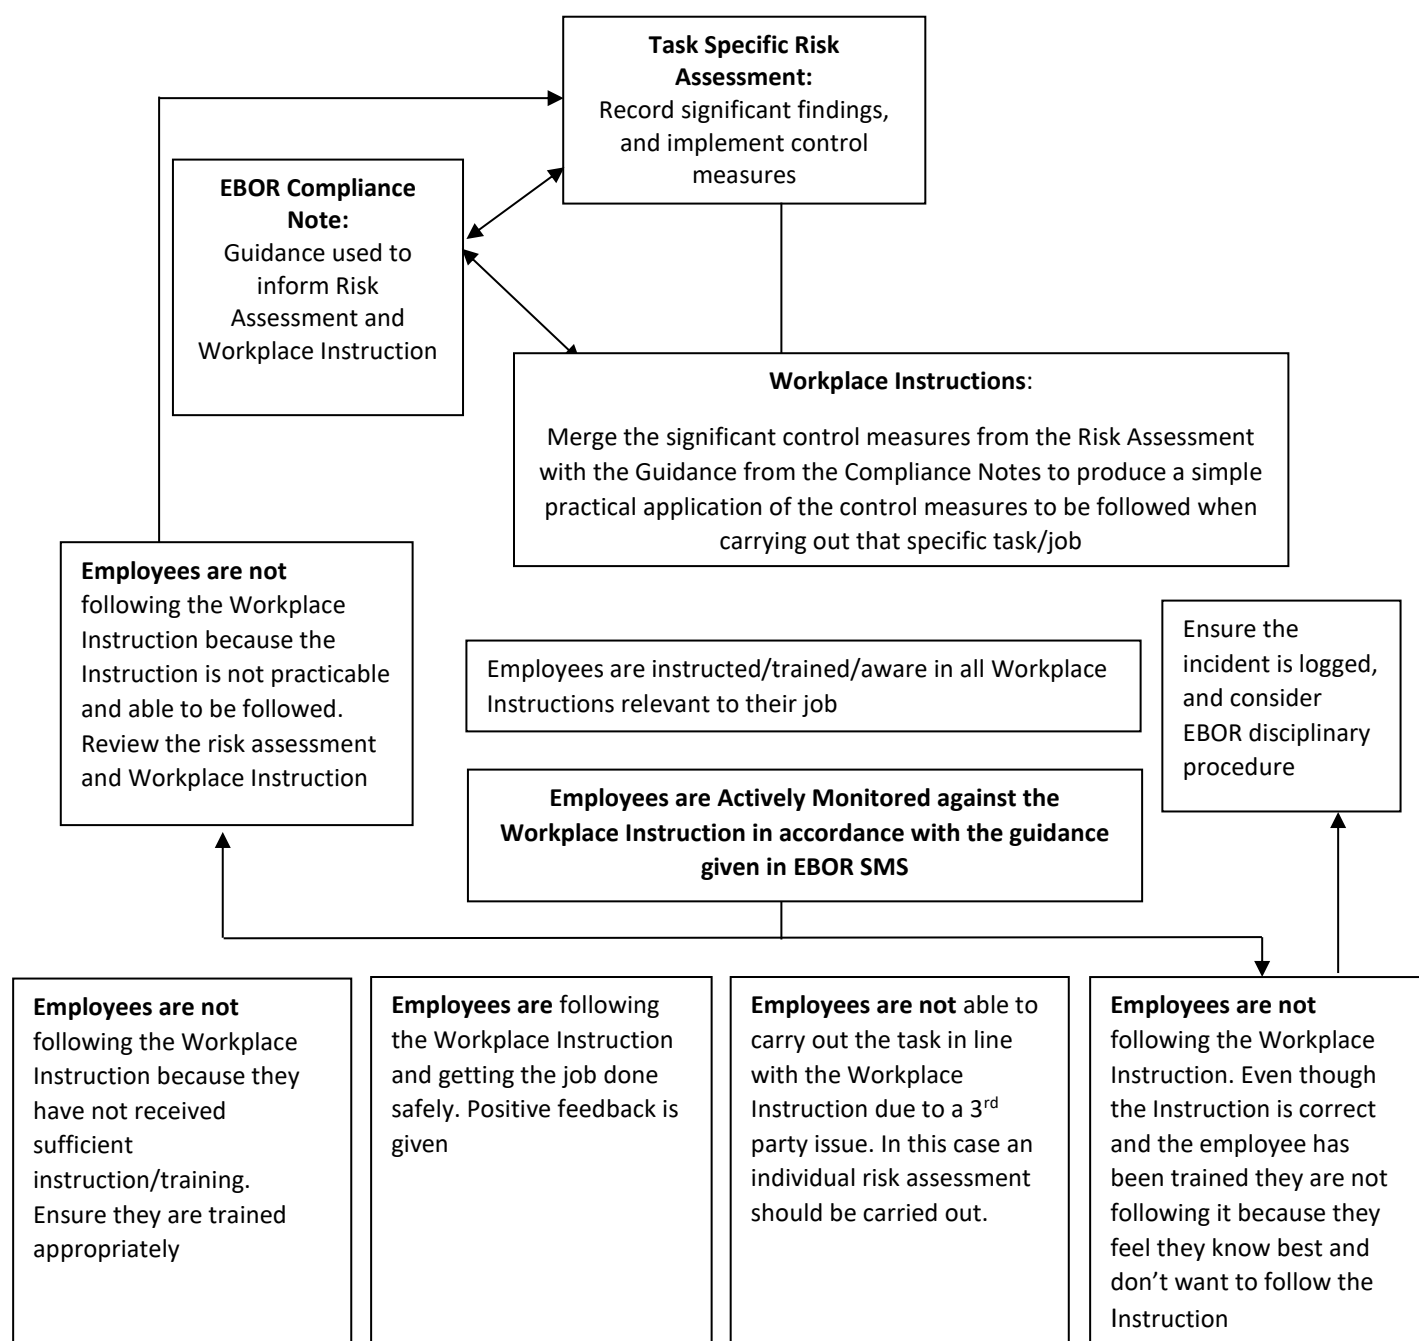 Task Specific Risk
Assessment:
Record significant findings,
and implement control
measures
EBOR Compliance
Note:
Guidance used to
inform Risk
Assessment and
Workplace Instruction
Workplace Instructions:
Merge the significant control measures from the Risk Assessment
with the Guidance from the Compliance Notes to produce a simple
practical application of the control measures to be followed when
carrying out that specific task/job
Employees are not
following the Workplace
Instruction because the
Instruction is not practicable
and able to be followed.
Review the risk assessment
and Workplace Instruction
Employees are instructed/trained/aware in all Workplace
Instructions relevant to their job
Ensure the
incident is logged,
and consider
EBOR disciplinary
procedure
Employees are Actively Monitored against the
Workplace Instruction in accordance with the guidance
given in EBOR SMS
Employees are not
following the Workplace
Instruction because they
have not received
sufficient
instruction/training.
Ensure they are trained
appropriately
Employees are following
the Workplace Instruction
and getting the job done
safely. Positive feedback is
given
Employees are not able to
carry out the task in line
with the Workplace
Instruction due to a 3rd
party issue. In this case an
individual risk assessment
should be carried out.
Employees are not
following the Workplace
Instruction. Even though
the Instruction is correct
and the employee has
been trained they are not
following it because they
feel they know best and
don’t want to follow the
Instruction